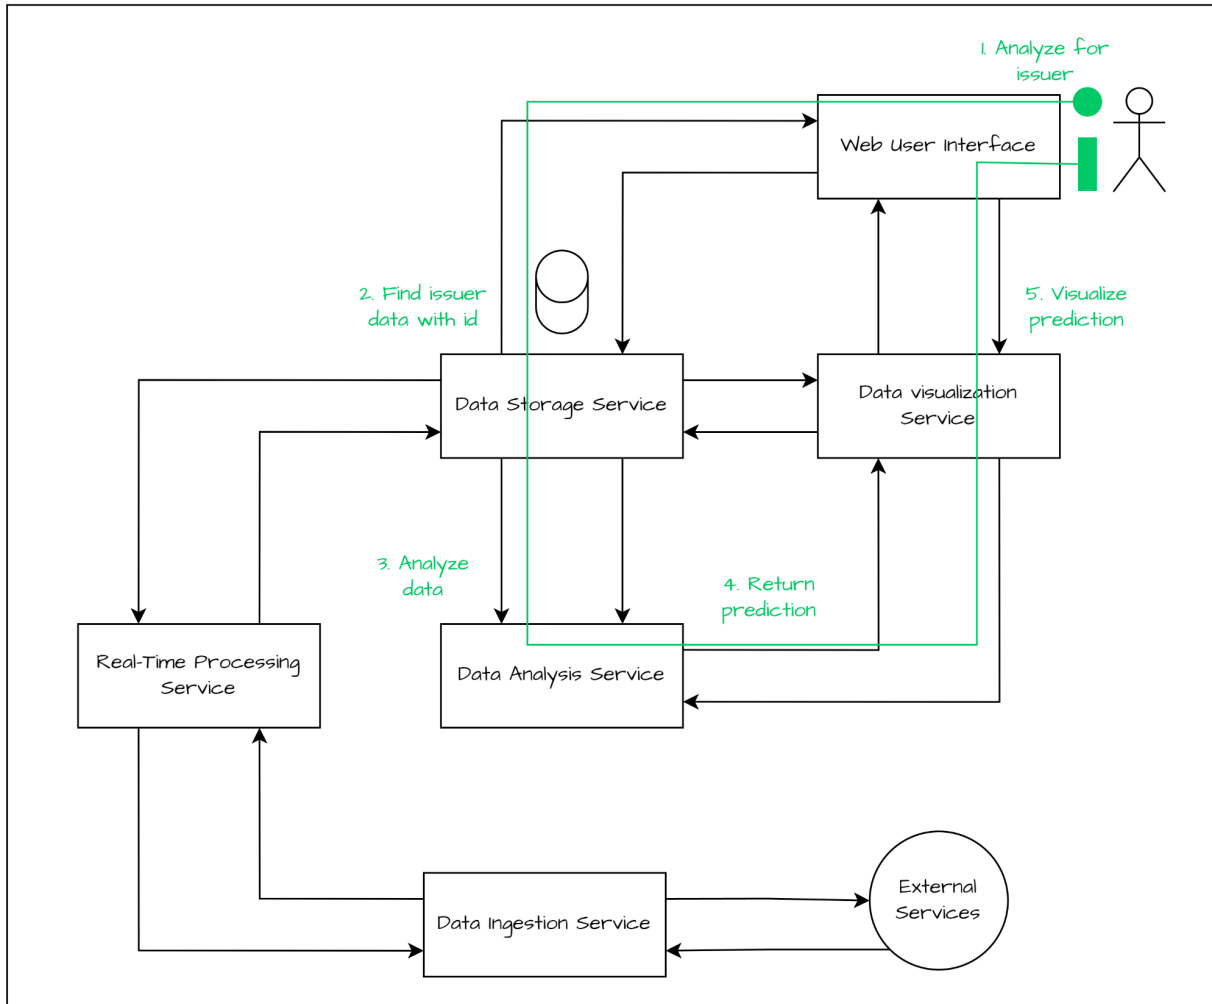 1. Analyze for
issuer
Web User Interface
2. Find issuer
data with id
5. Visualize
prediction
Data Storage Service
Data visualization
Service
3. Analyze
data
4. Return
prediction
Real-Time Processing
Service
Data Analysis Service
External
Services
Data Ingestion Service